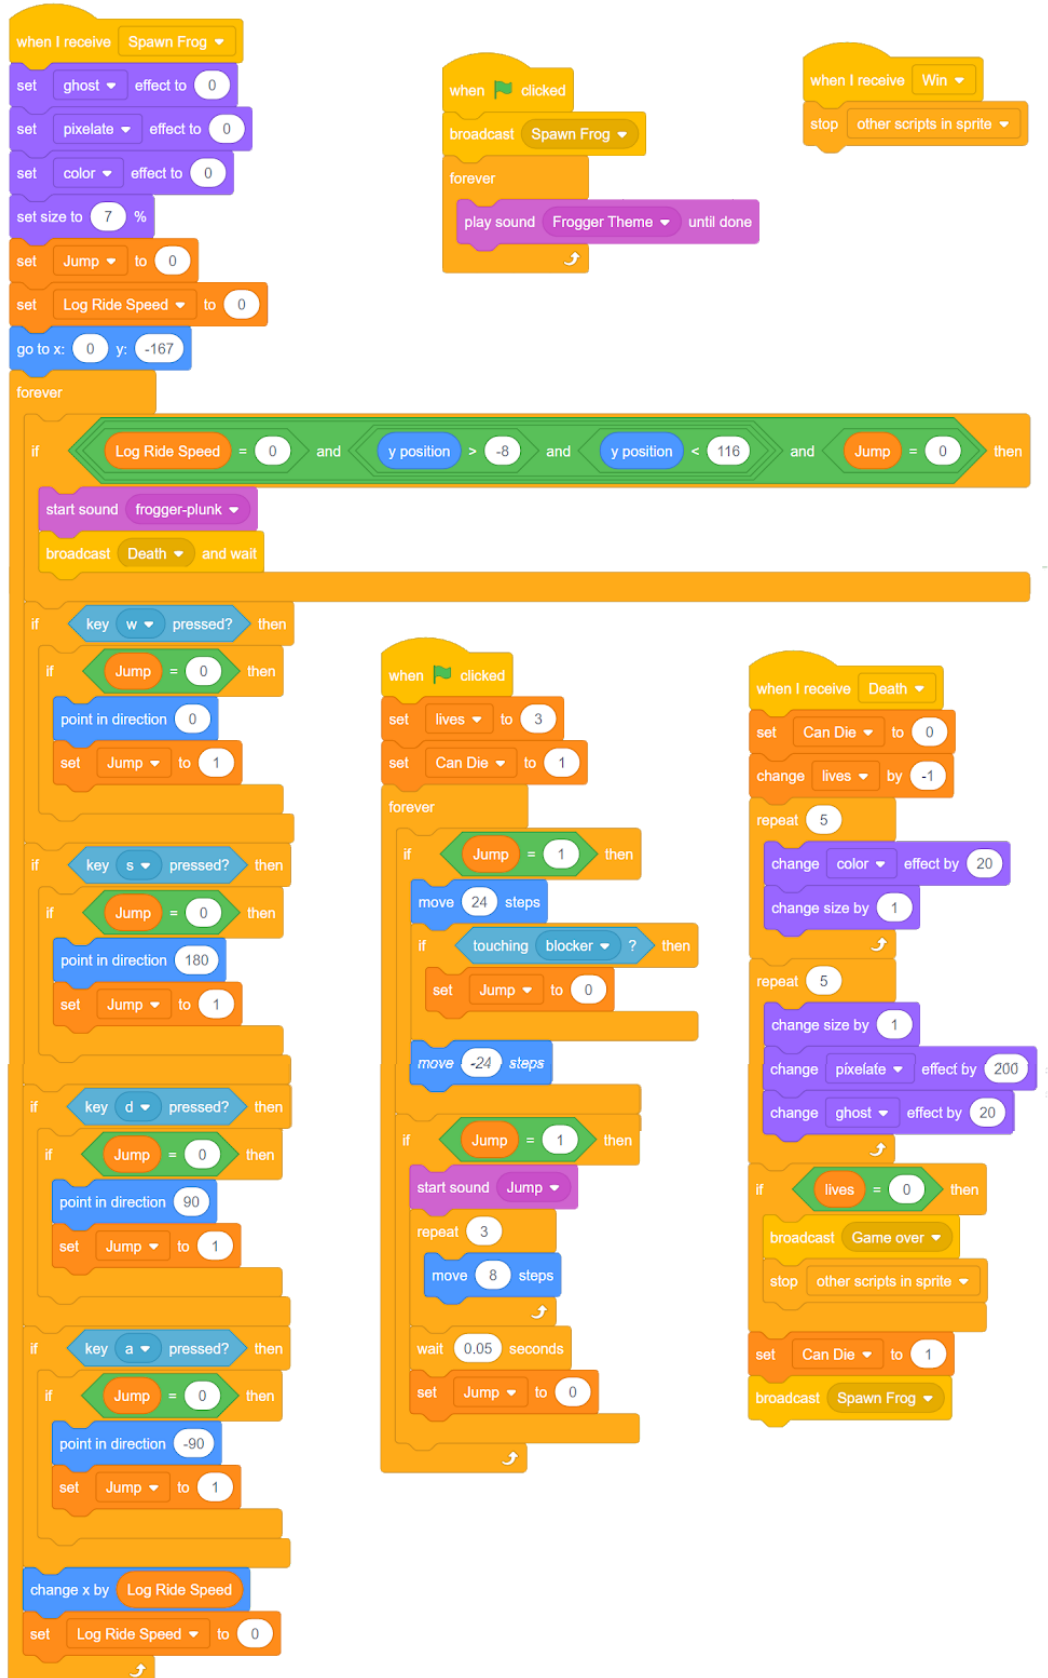 when I receive Spawn Frog
set ghost effect to 0
set pixelate effect to 0
set color effect to 0
set size to 7 %
set Jump to 0
set Log Ride Speed to 0
go to x: 0 y: -167
forever
if Log Ride Speed = 0 and y position > -8 and y position < 116 and Jump = 0 then
start sound frogger-plunk
broadcast Death and wait
if key w pressed? then
if Jump = 0 then
point in direction 0
set Jump to 1
if key s pressed? then
if Jump = 0 then
point in direction 180
set Jump to 1
if key d pressed? then
if Jump = 0 then
point in direction 90
set Jump to 1
if key a pressed? then
if Jump = 0 then
point in direction -90
set Jump to 1
change x by Log Ride Speed
set Log Ride Speed to 0
when clicked
broadcast Spawn Frog
forever
play sound Frogger Theme until done
when I receive Win
stop other scripts in sprite
when clicked
set lives to 3
set Can Die to 1
forever
if Jump = 1 then
move 24 steps
if touching blocker ? then
set Jump to 0
move -24 steps
if Jump = 1 then
start sound Jump
repeat 3
move 8 steps
wait 0.05 seconds
set Jump to 0
when I receive Death
set Can Die to 0
change lives by -1
repeat 5
change color effect by 20
change size by 1
repeat 5
change size by 1
change pixelate effect by 200
change ghost effect by 20
if lives = 0 then
broadcast Game over
stop other scripts in sprite
set Can Die to 1
broadcast Spawn Frog